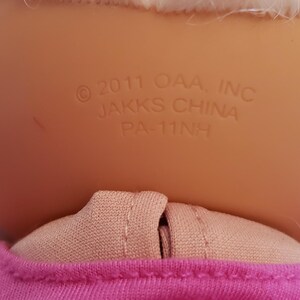 © 2011 OAA, INC
JAKKS CHINA
PA-11NH